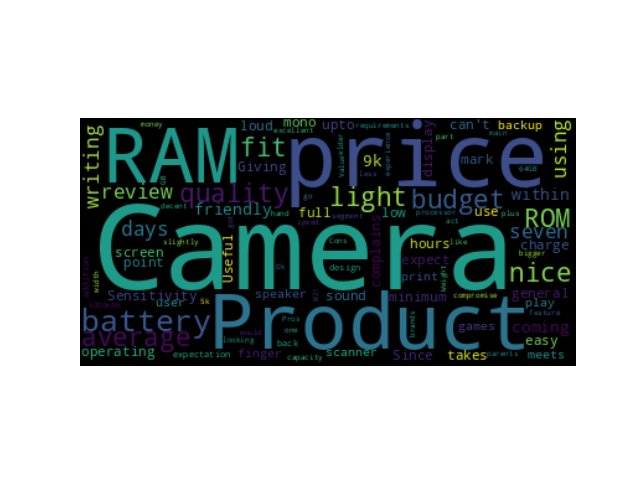 money
excellent
mono
upto
requirements
can't
backup
writing
RAM
loud
fit
price
display
part
main
using
Giving
9k
less
experience
mark
64GB
review
quality
light
budget
within
decent
friendly
hand
full
segment
low
processor
use
plus
ROM
days
speed
go
act
seven
Camera
screen
slightly
Useful
Cons
complains
hours
like
charge
point
design
expect
bigger
nice
width
print
Weight
Sensitivity
user
5k
speaker
sound
minimum
compromise
general
play
battery
Product
Pros
one
would
brands
games
feature
coming
average
looking
back
easy
operating
expectation
finger
capacity
scanner
Since
takes
parents
meets